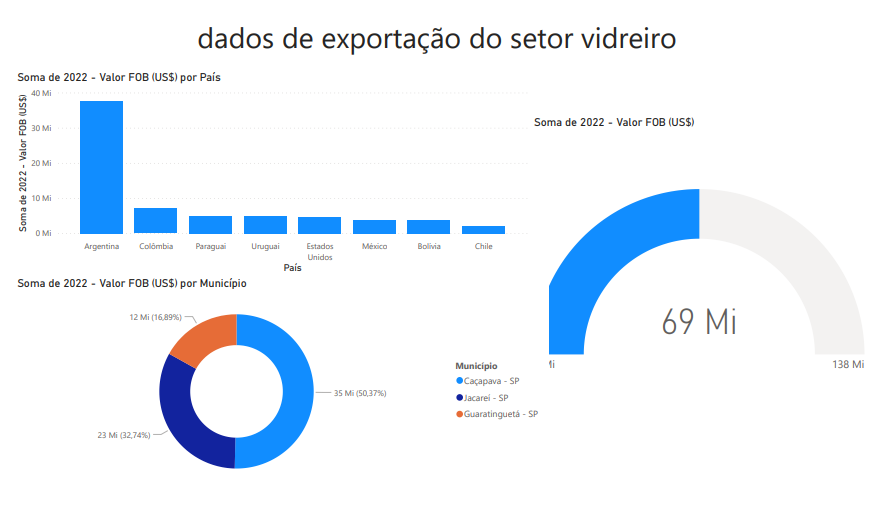 dados de exportação do setor vidreiro
Soma de 2022 - Valor FOB (US$) por País
Soma de 2022 - Valor FOB (US$)
40 Mi
30 Mi
20 Mi
10 Mi
0 Mi
Argentina
Colômbia
Paraguai
Uruguai
Estados
Unidos
México
Bolívia
Chile
País
Soma de 2022 - Valor FOB (US$)
69 Mi
Mi
138 Mi
Soma de 2022 - Valor FOB (US$) por Município
12 Mi (16,89%)
35 Mi (50,37%)
23 Mi (32,74%)
Município
Caçapava - SP
Jacareí - SP
Guaratinguetá - SP